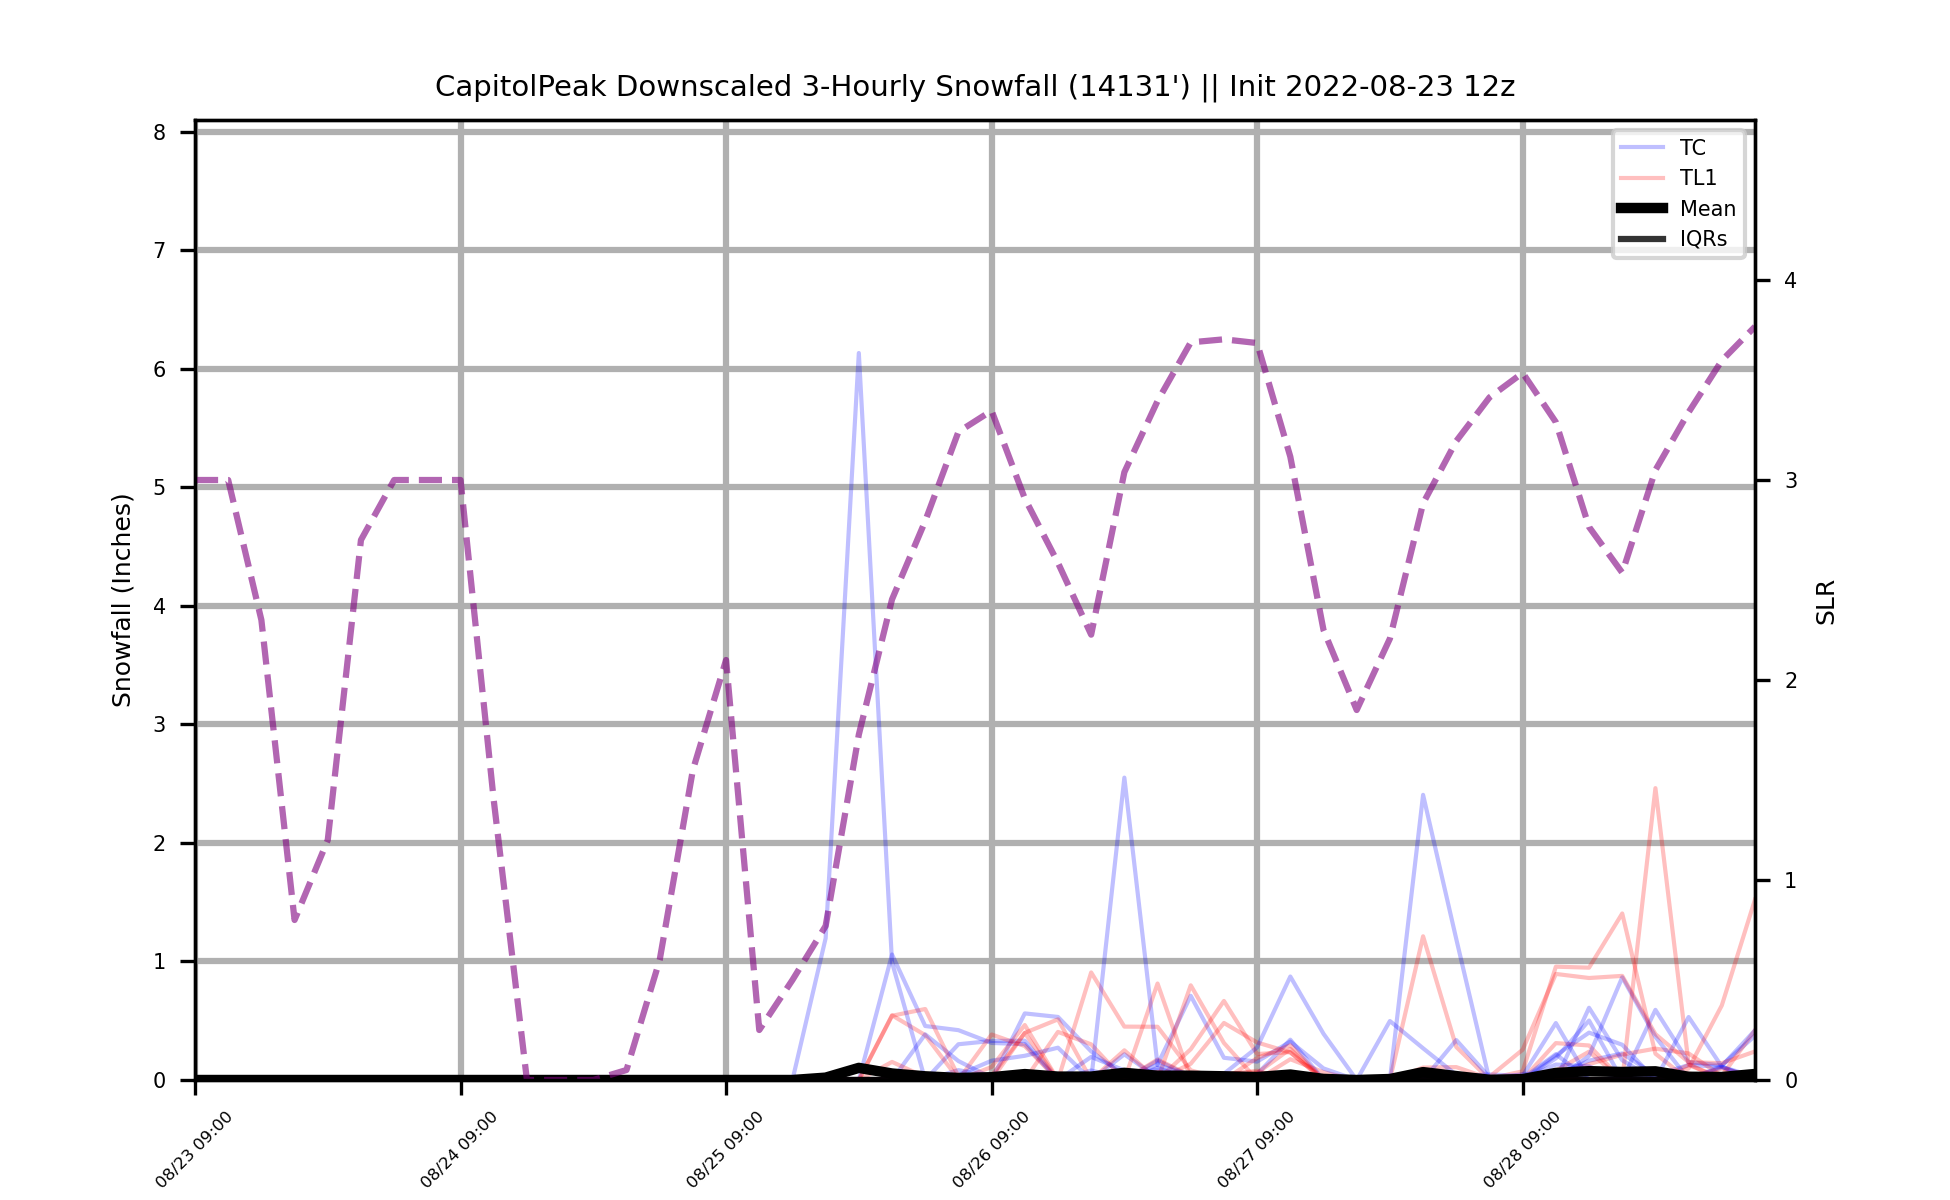 CapitolPeak Downscaled 3-Hourly Snowfall (14131') || Init 2022-08-23 12z
TC
TL1
Mean
IQRs
Snowfall (Inches)
8
7
6
5
4
3
2
1
0
4
3
2
1
0
SLR
08/23 09:00
08/24 09:00
08/25 09:00
08/26 09:00
08/27 09:00
08/28 09:00